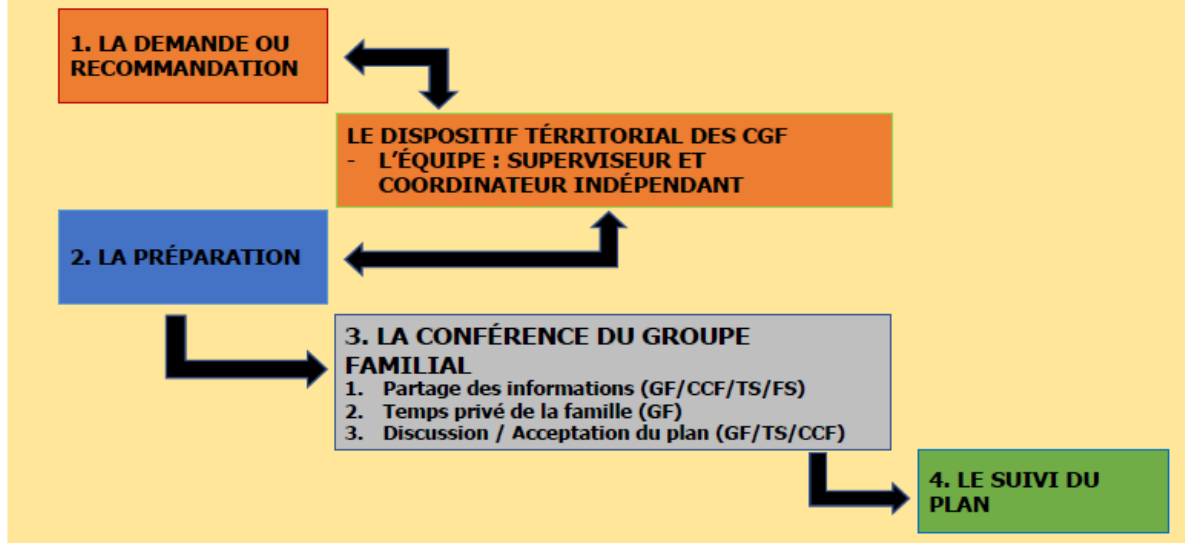 1. LA DEMANDE OU
RECOMMANDATION
LE DISPOSITIF TÉRRITORIAL DES CGF
- L'ÉQUIPE : SUPERVISEUR ET
COORDINATEUR INDÉPENDANT
2. LA PRÉPARATION
3. LA CONFÉRENCE DU GROUPE
FAMILIAL
1. Partage des informations (GF/CCF/TS/FS)
2. Temps privé de la famille (GF)
3. Discussion / Acceptation du plan (GF/TS/CCF)
4. LE SUIVI DU
PLAN